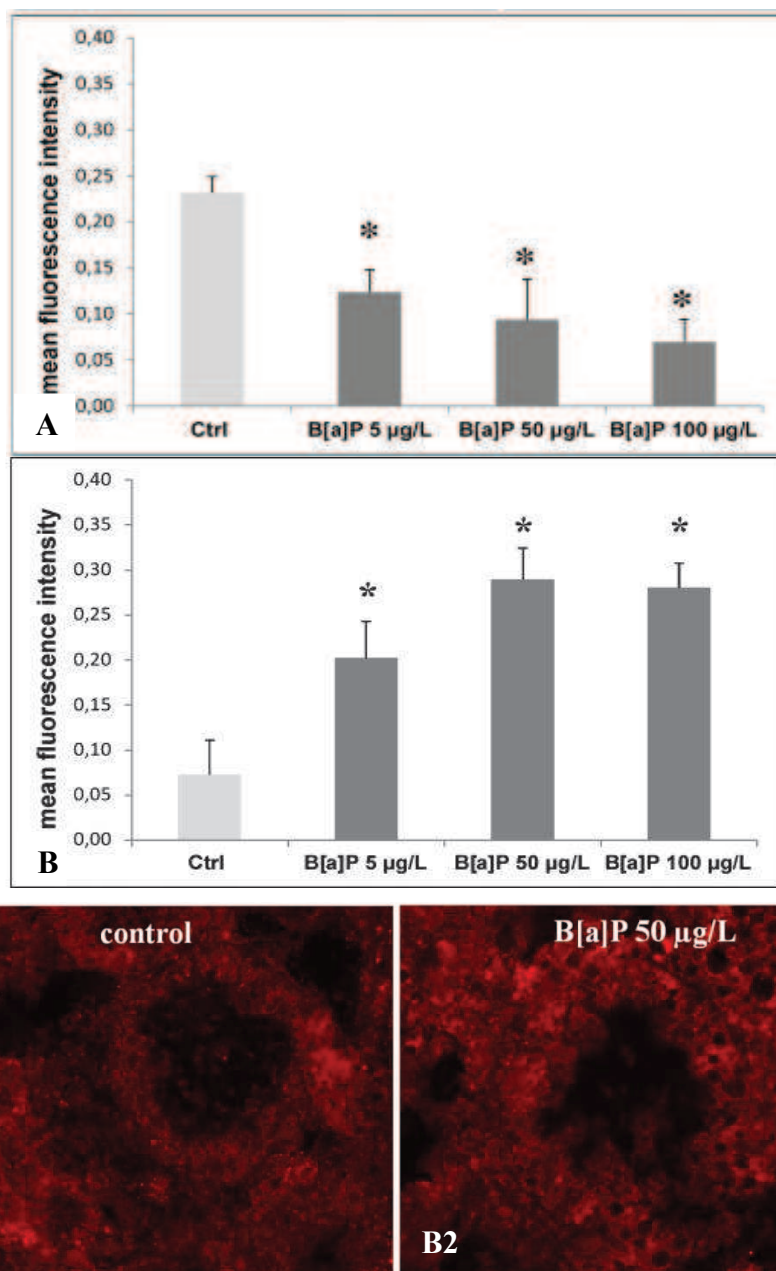 mean fluorescence intensity
0,40
0,35
0,30
0,25
0,20
0,15
0,10
0,05
0,00
* * *
A
Ctrl B[a]P 5 µg/L B[a]P 50 µg/L B[a]P 100 µg/L
mean fluorescence intensity
0,40
0,35
0,30
0,25
0,20
0,15
0,10
0,05
0,00
* * *
B
Ctrl B[a]P 5 µg/L B[a]P 50 µg/L B[a]P 100 µg/L
control
B[a]P 50 µg/L
B2